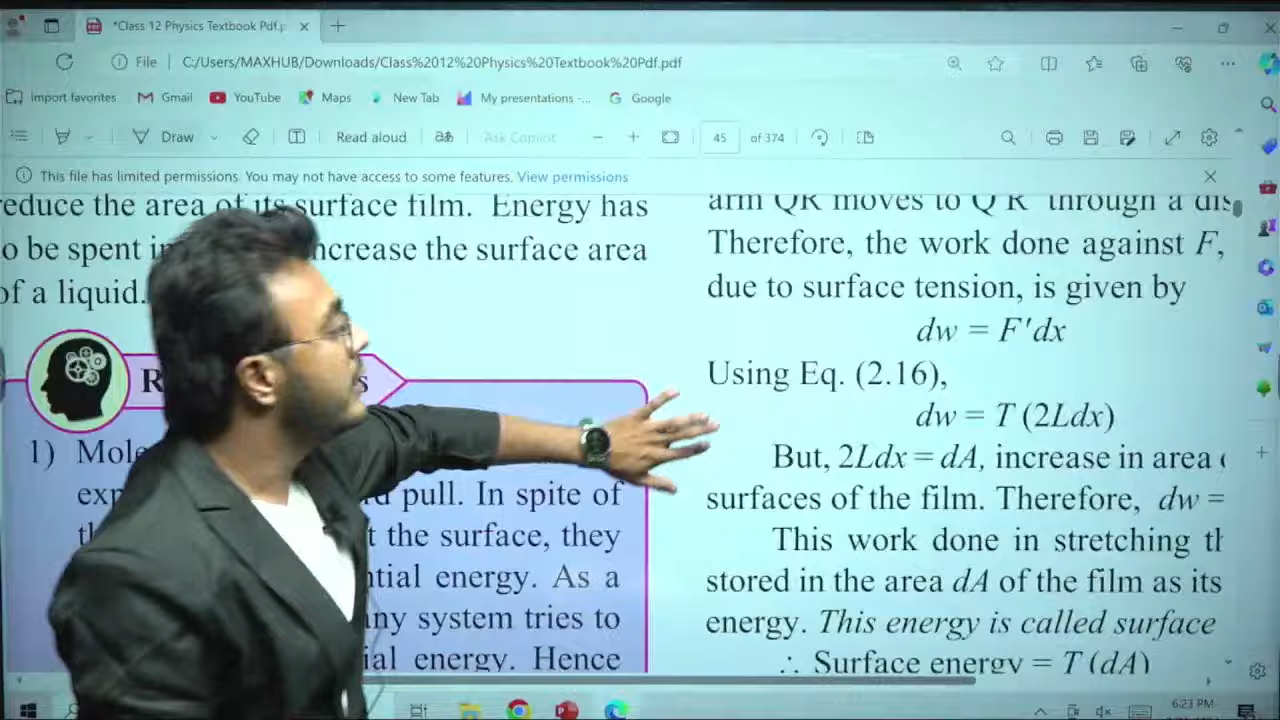 *Class 12 Physics Textbook Pdf.p
File C:/Users/MAXHUB/Downloads/Class%2012%20Physics%20Textbook%20Pdf.pdf
Import favorites Gmail YouTube Maps New Tab My presentations -... Google
Draw Read aloud Ask Copilot 45 of 374
This file has limited permissions. You may not have access to some features. View permissions
educe the area of its surface film. Energy has
o be spent in ncrease the surface area
of a liquid.
R s
1) Mole
exp d pull. In spite of
th t the surface, they
ntial energy. As a
any system tries to
ial energy. Hence
arm QR moves to Q'R' through a dis
Therefore, the work done against F,
due to surface tension, is given by
dw = F'dx
Using Eq. (2.16),
dw = T (2Ldx)
But, 2Ldx = dA, increase in area
surfaces of the film. Therefore, dw =
This work done in stretching th
stored in the area dA of the film as its
energy. This energy is called surface
∴ Surface energy = T (dA)
6:23 PM